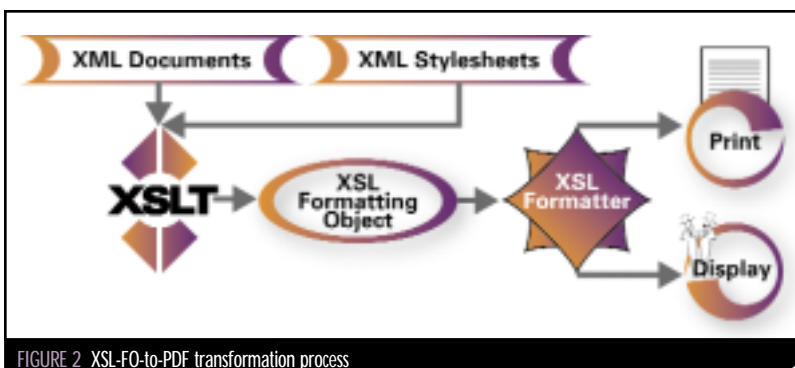 XML Documents
XML Stylesheets
XSLT
XSL
Formatting
Object
XSL
Formatter
Print
Display
FIGURE 2 XSL-FO-to-PDF transformation process